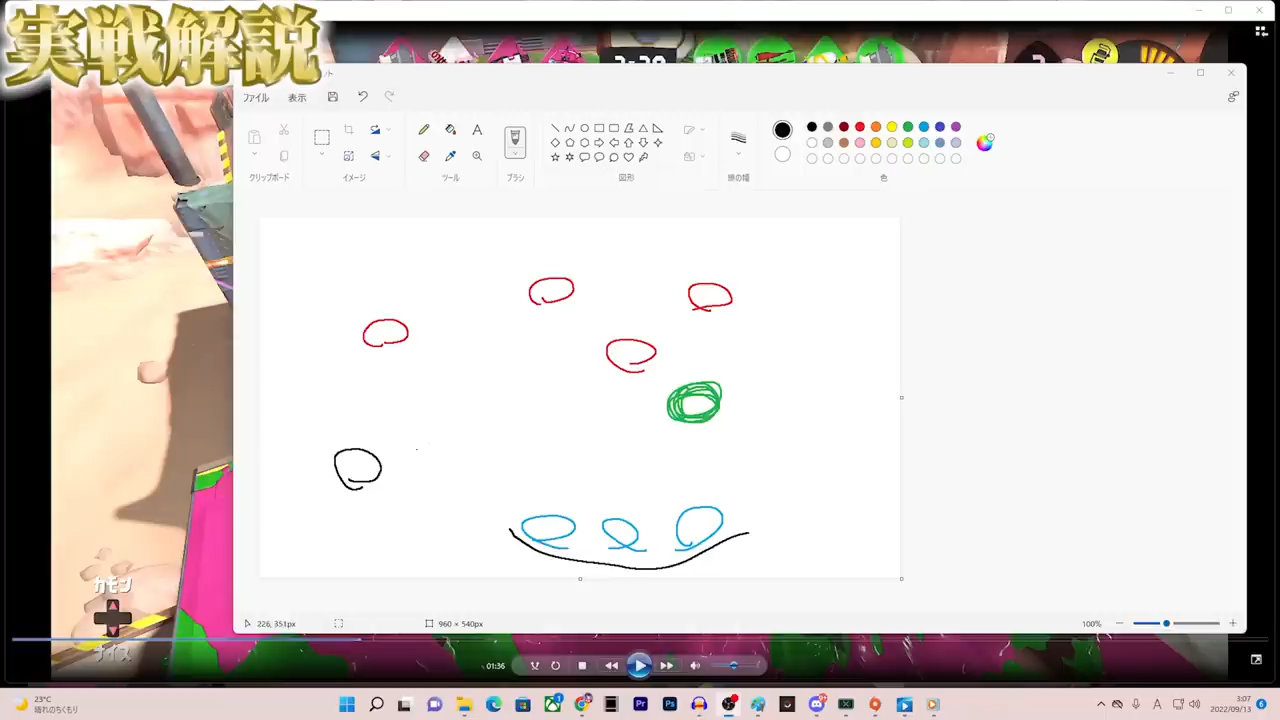 実戦解説
ファイル 表示
クリップボード イメージ ツール ブラシ 図形 線の幅 色
カモン
ナイス
226, 351px 960 × 540px 100%
01:36
23°C
晴れのちくもり
Pr Ps A 3:07
2022/09/13